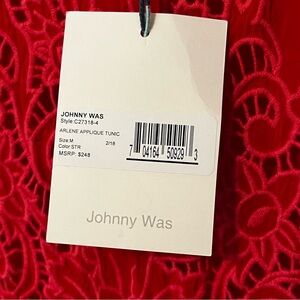 JOHNNY WAS
Style C27318-4
ARLENE APPLIQUE TUNIC
Size M 2/18
Color STR
MSRP: $248
7 04164 50929 3
Johnny Was